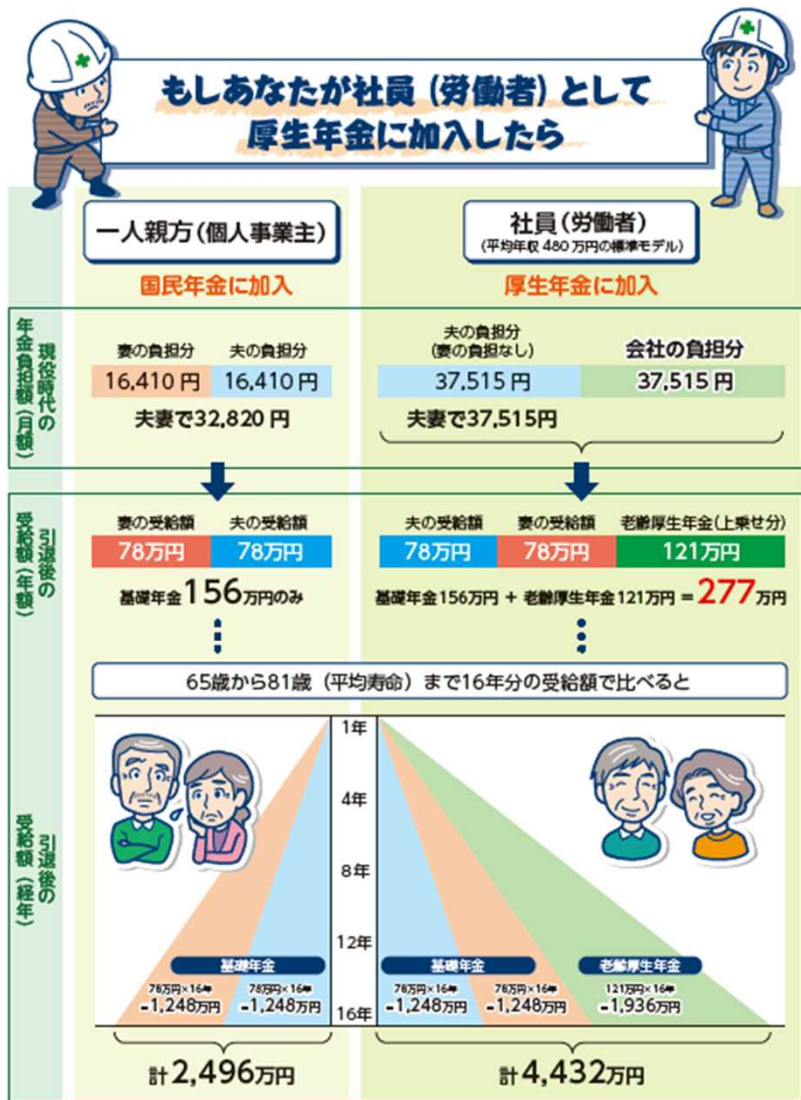 もしあなたが社員（労働者）として
厚生年金に加入したら
一人親方（個人事業主）
国民年金に加入
社員（労働者）
（平均年収480万円の標準モデル）
厚生年金に加入
現役時代の
年金負担額（月額）
妻の負担分 夫の負担分
16,410円 16,410円
夫妻で32,820円
夫の負担分
（妻の負担なし）
会社の負担分
37,515円 37,515円
夫妻で37,515円
引退後の
受給額（年額）
妻の受給額 夫の受給額
78万円 78万円
基礎年金156万円のみ
夫の受給額 妻の受給額 老齢厚生年金（上乗せ分）
78万円 78万円 121万円
基礎年金156万円 + 老齢厚生年金121万円 = 277万円
65歳から81歳（平均寿命）まで16年分の受給額で比べると
引退後の
受給額（経年）
1年
4年
8年
12年
16年
基礎年金
78万円×16年 78万円×16年
=1,248万円 =1,248万円
計2,496万円
基礎年金 老齢厚生年金
78万円×16年 78万円×16年 121万円×16年
=1,248万円 =1,248万円 =1,936万円
計4,432万円